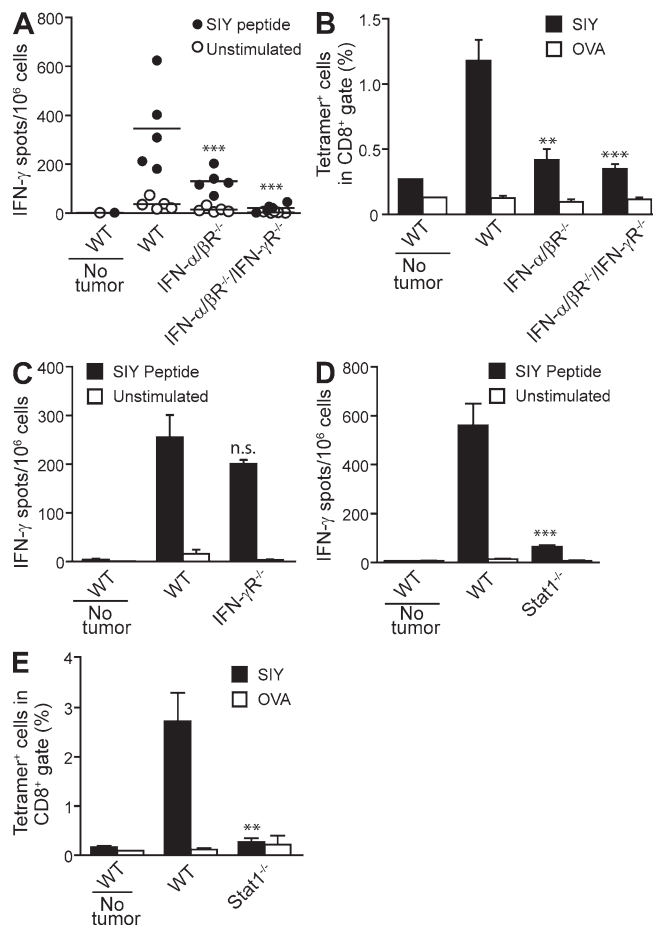 A
IFN-γ spots/10⁶ cells
800
600
400
200
0
SIY peptide
Unstimulated
***
***
WT
No
tumor
WT
IFN-α/βR⁻/⁻
IFN-α/βR⁻/⁻/IFN-γR⁻/⁻
B
Tetramer⁺ cells
in CD8⁺ gate (%)
1.5
1.0
0.5
0
SIY
OVA
**
***
WT
No
tumor
WT
IFN-α/βR⁻/⁻
IFN-α/βR⁻/⁻/IFN-γR⁻/⁻
C
IFN-γ spots/10⁶ cells
400
300
200
100
0
SIY Peptide
Unstimulated
n.s.
WT
No
tumor
WT
IFN-γR⁻/⁻
D
IFN-γ spots/10⁶ cells
800
600
400
200
0
SIY Peptide
Unstimulated
***
WT
No
tumor
WT
Stat1⁻/⁻
E
Tetramer⁺ cells in
CD8⁺ gate (%)
4
3
2
1
0
SIY
OVA
**
WT
No
tumor
WT
Stat1⁻/⁻